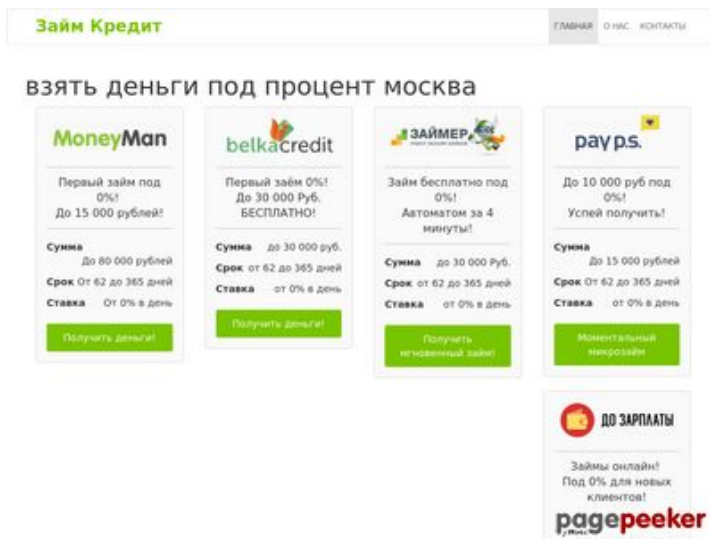 Займ Кредит
ГЛАВНАЯ О НАС. КОНТАКТЫ
взять деньги под процент москва
MoneyMan
Первый займ под
0%!
До 15 000 рублей!
Сумма
До 80 000 рублей
Срок От 62 до 365 дней
Ставка От 0% в день
Получить деньги!
belkacredit
Первый заём 0%!
До 30 000 Руб.
БЕСПЛАТНО!
Сумма до 30 000 руб.
Срок от 62 до 365 дней
Ставка от 0% в день
Получить деньги!
ЗАЙМЕР
Займ бесплатно под
0%!
Автоматом за 4
минуты!
Сумма до 30 000 Руб.
Срок от 62 до 365 дней
Ставка от 0% в день
Получить
мгновенный займ!
pay p.s.
До 10 000 руб под
0%!
Успей получить!
Сумма
До 15 000 рублей
Срок От 62 до 365 дней
Ставка от 0% в день
Моментальный
микрозайм
ДО ЗАРПЛАТЫ
Займы онлайн!
Под 0% для новых
клиентов!
pagepeeker